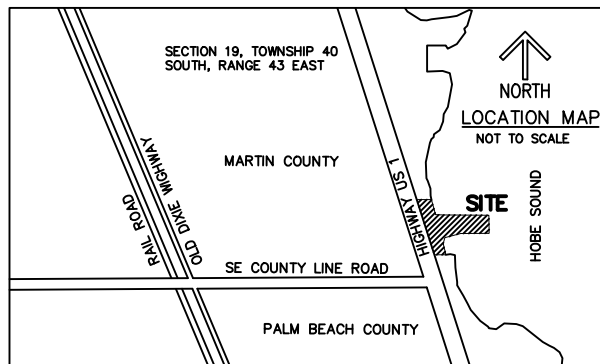 SECTION 19, TOWNSHIP 40
SOUTH, RANGE 43 EAST
NORTH
LOCATION MAP
NOT TO SCALE
MARTIN COUNTY
RAIL ROAD
OLD DIXIE HIGHWAY
HIGHWAY US 1
SITE
HOBE SOUND
SE COUNTY LINE ROAD
PALM BEACH COUNTY